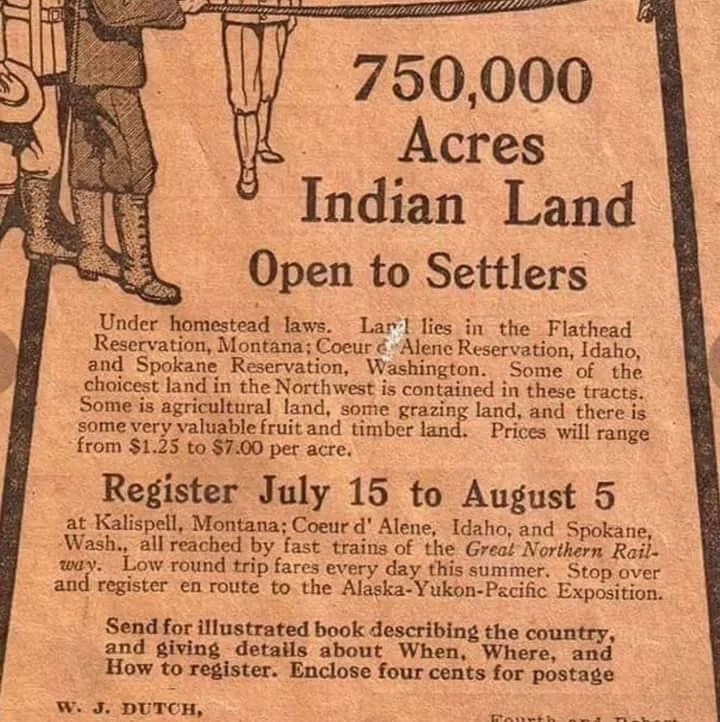 750,000
Acres
Indian Land
Open to Settlers
Under homestead laws. Land lies in the Flathead
Reservation, Montana; Coeur d' Alene Reservation, Idaho,
and Spokane Reservation, Washington. Some of the
choicest land in the Northwest is contained in these tracts.
Some is agricultural land, some grazing land, and there is
some very valuable fruit and timber land. Prices will range
from $1.25 to $7.00 per acre.
Register July 15 to August 5
at Kalispell, Montana; Coeur d' Alene, Idaho, and Spokane,
Wash., all reached by fast trains of the Great Northern Rail-
way. Low round trip fares every day this summer. Stop over
and register en route to the Alaska-Yukon-Pacific Exposition.
Send for illustrated book describing the country,
and giving details about When, Where, and
How to register. Enclose four cents for postage
W. J. DUTCH,
Fourth and